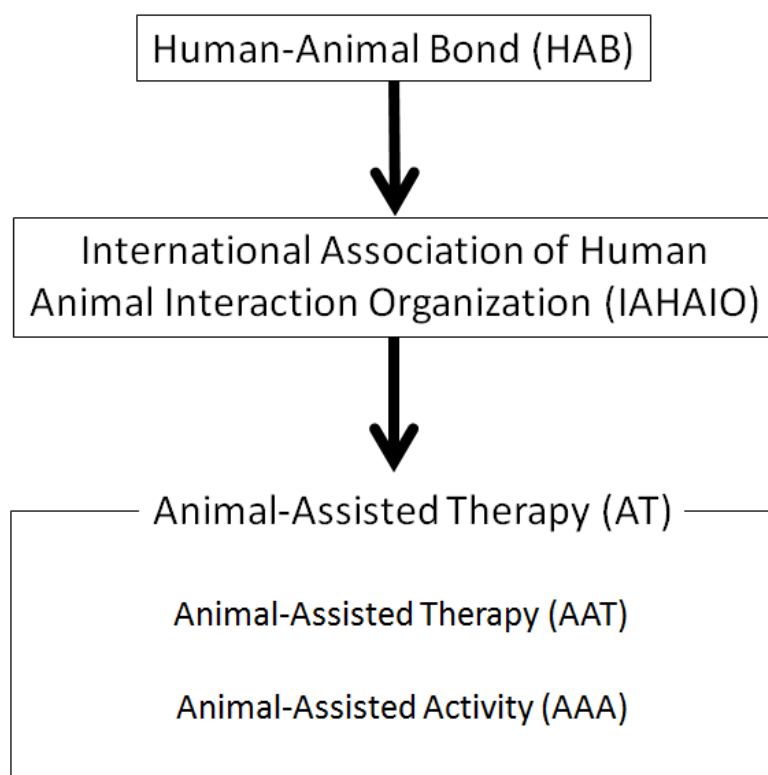 Human-Animal Bond (HAB)
International Association of Human
Animal Interaction Organization (IAHAIO)
Animal-Assisted Therapy (AT)
Animal-Assisted Therapy (AAT)
Animal-Assisted Activity (AAA)